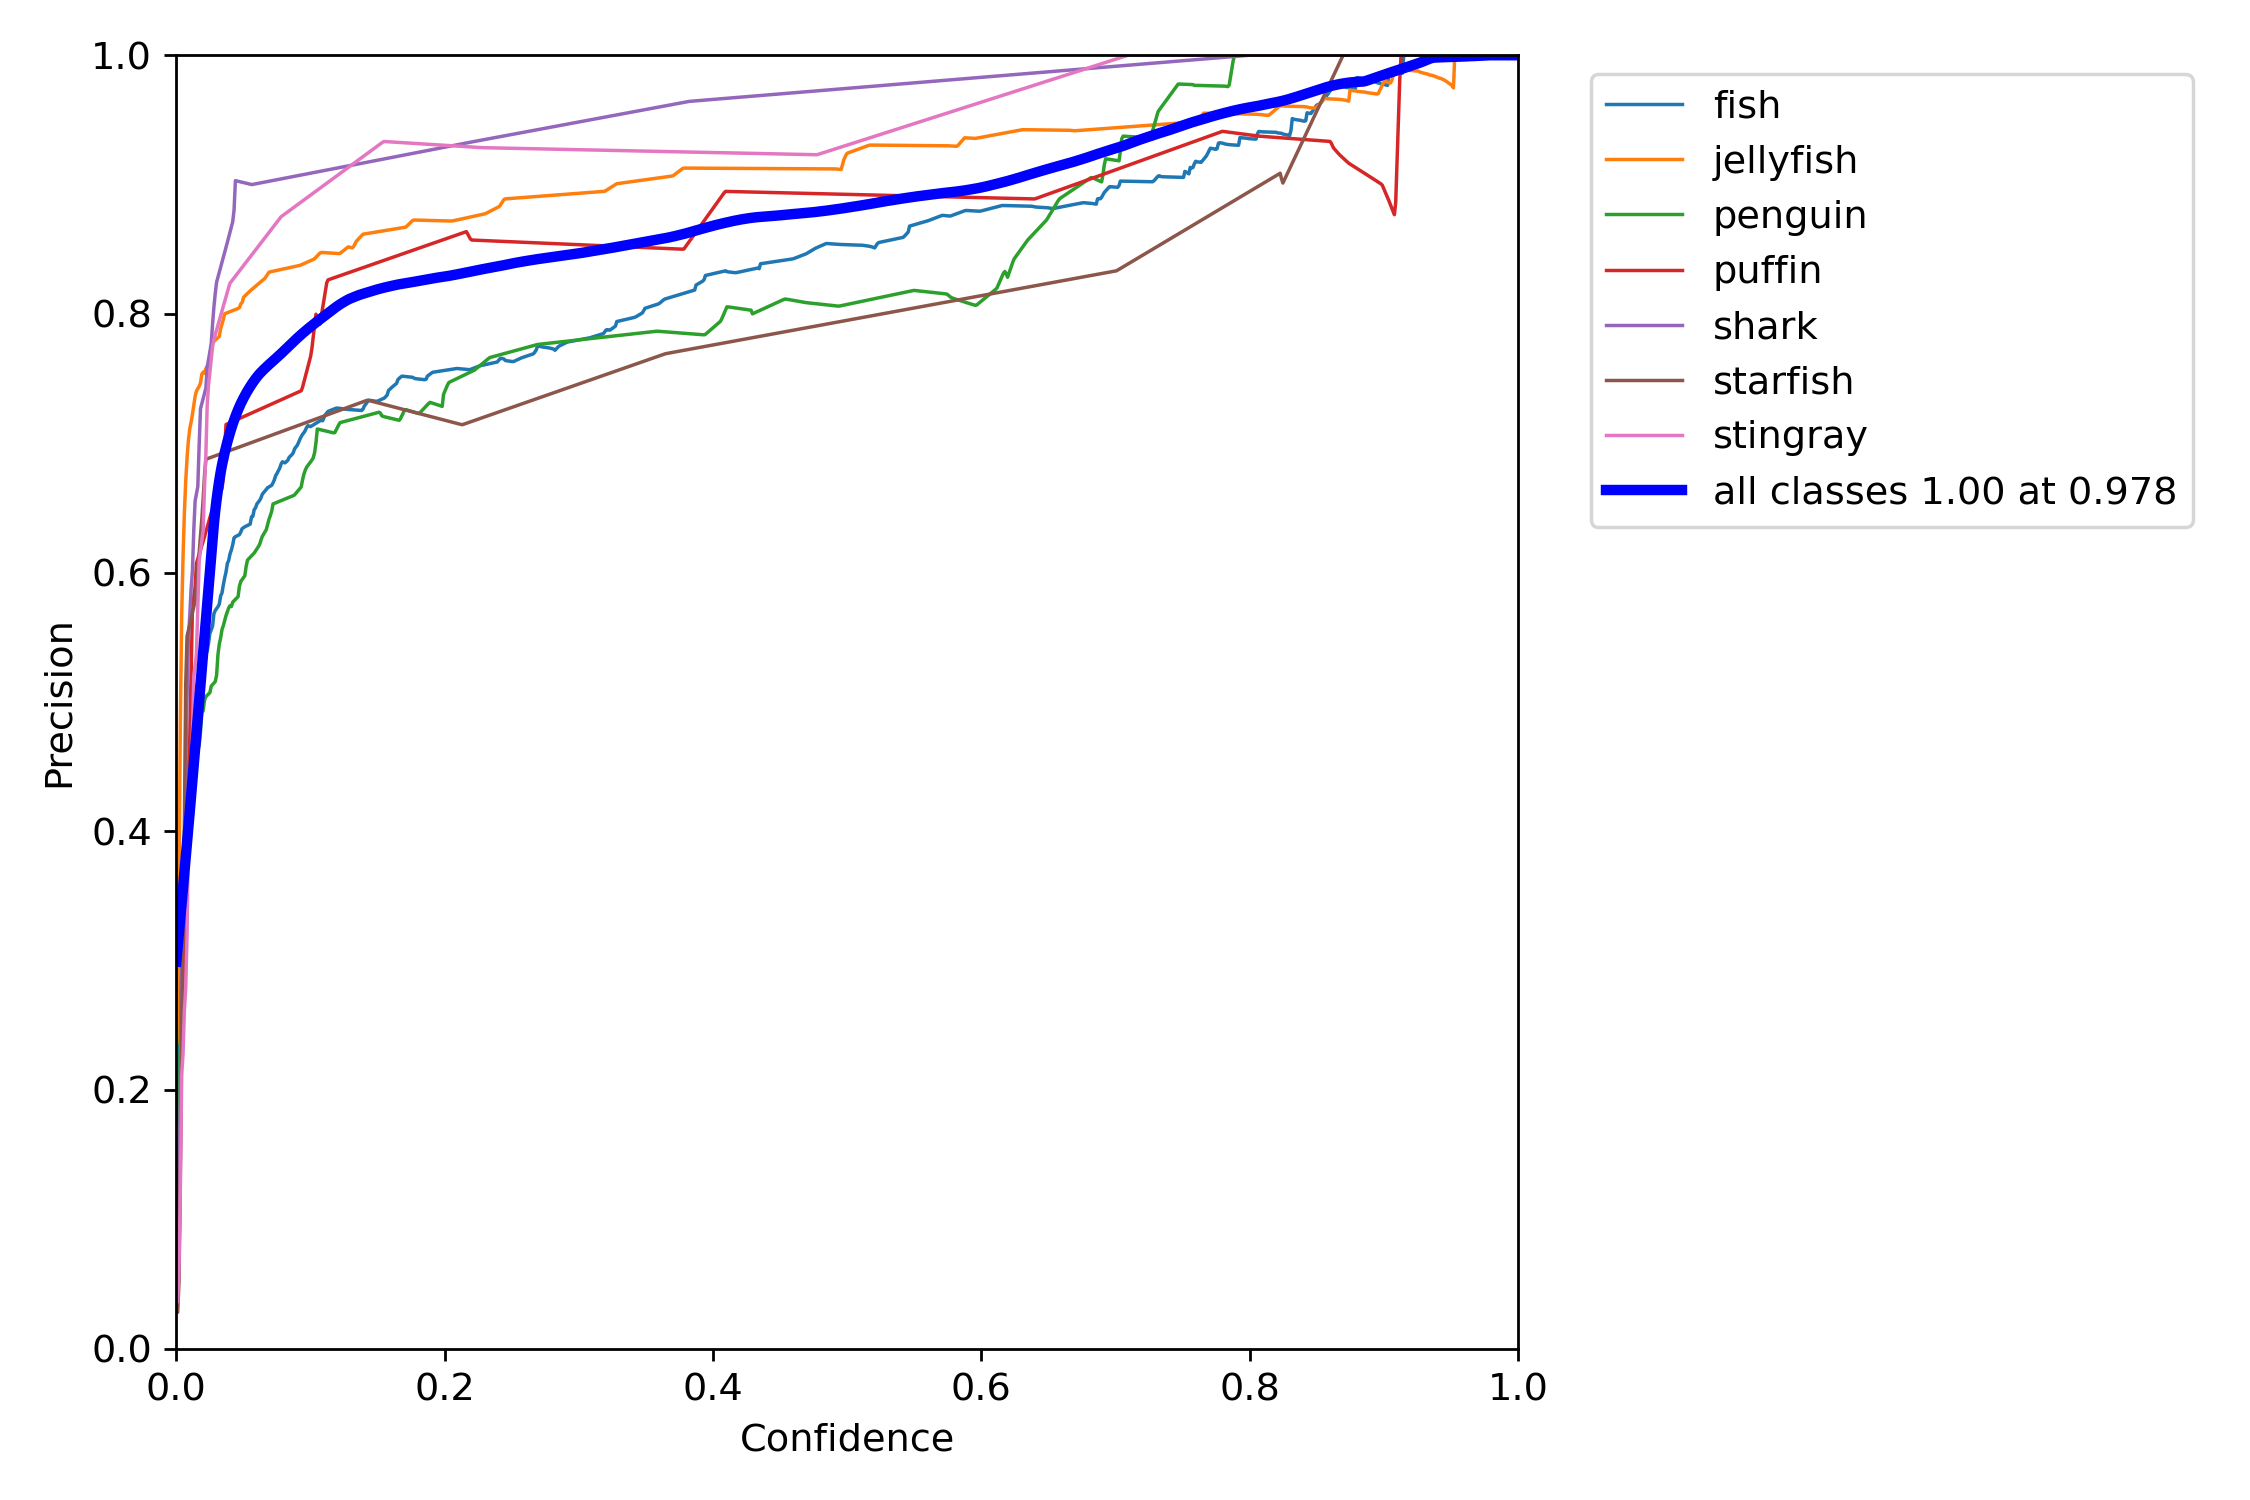 1.0
0.8
0.6
0.4
0.2
0.0
Precision
0.0 0.2 0.4 0.6 0.8 1.0
Confidence
fish
jellyfish
penguin
puffin
shark
starfish
stingray
all classes 1.00 at 0.978